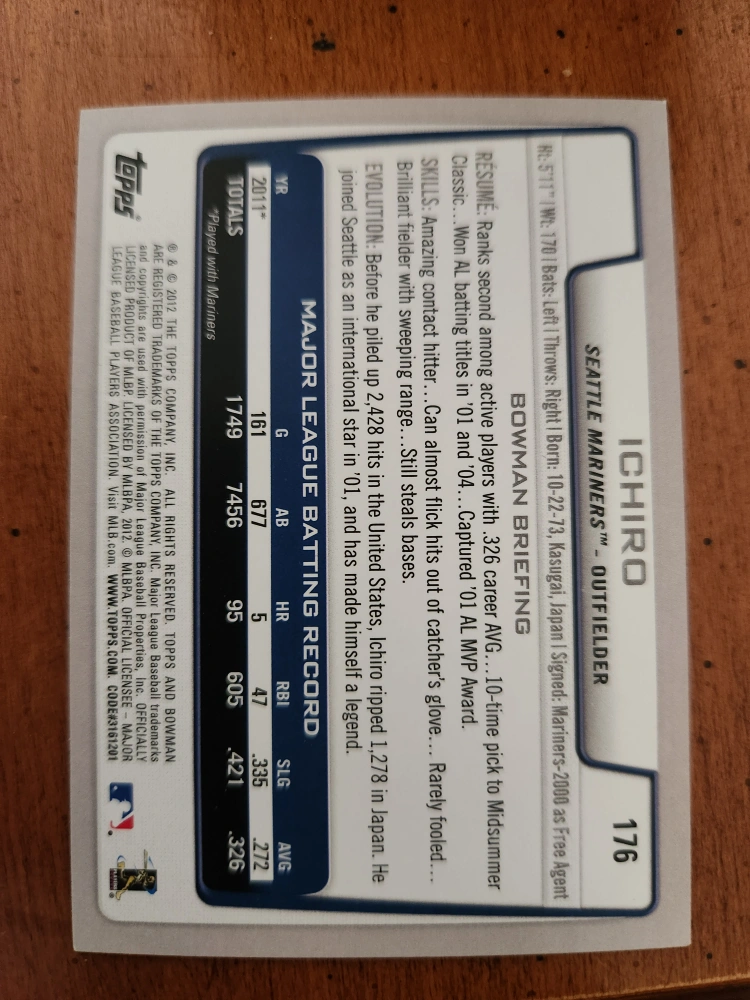 ICHIRO
176
SEATTLE MARINERS™ – OUTFIELDER
Ht: 5'11" | Wt: 170 | Bats: Left | Throws: Right | Born: 10-22-73, Kasugai, Japan | Signed: Mariners-2000 as Free Agent
BOWMAN BRIEFING
RÉSUMÉ: Ranks second among active players with .326 career AVG...10-time pick to Midsummer
Classic...Won AL batting titles in '01 and '04...Captured '01 AL MVP Award.
SKILLS: Amazing contact hitter...Can almost flick hits out of catcher's glove.... Rarely fooled....
Brilliant fielder with sweeping range...Still steals bases.
EVOLUTION: Before he piled up 2,428 hits in the United States, Ichiro ripped 1,278 in Japan. He
joined Seattle as an international star in '01, and has made himself a legend.
MAJOR LEAGUE BATTING RECORD
YR G AB HR RBI SLG AVG
2011* 161 677 5 47 .335 .272
TOTALS 1749 7456 95 605 .421 .326
*Played with Mariners
topps
® & © 2012 THE TOPPS COMPANY, INC. ALL RIGHTS RESERVED. TOPPS AND BOWMAN
ARE REGISTERED TRADEMARKS OF THE TOPPS COMPANY, INC. Major League Baseball trademarks
and copyrights are used with permission of Major League Baseball Properties, Inc. OFFICIALLY
LICENSED PRODUCT OF MLBP. LICENSED BY MLBPA, 2012. © MLBPA, OFFICIAL LICENSEE – MAJOR
LEAGUE BASEBALL PLAYERS ASSOCIATION. Visit MLB.com. WWW.TOPPS.COM. CODE#3161201